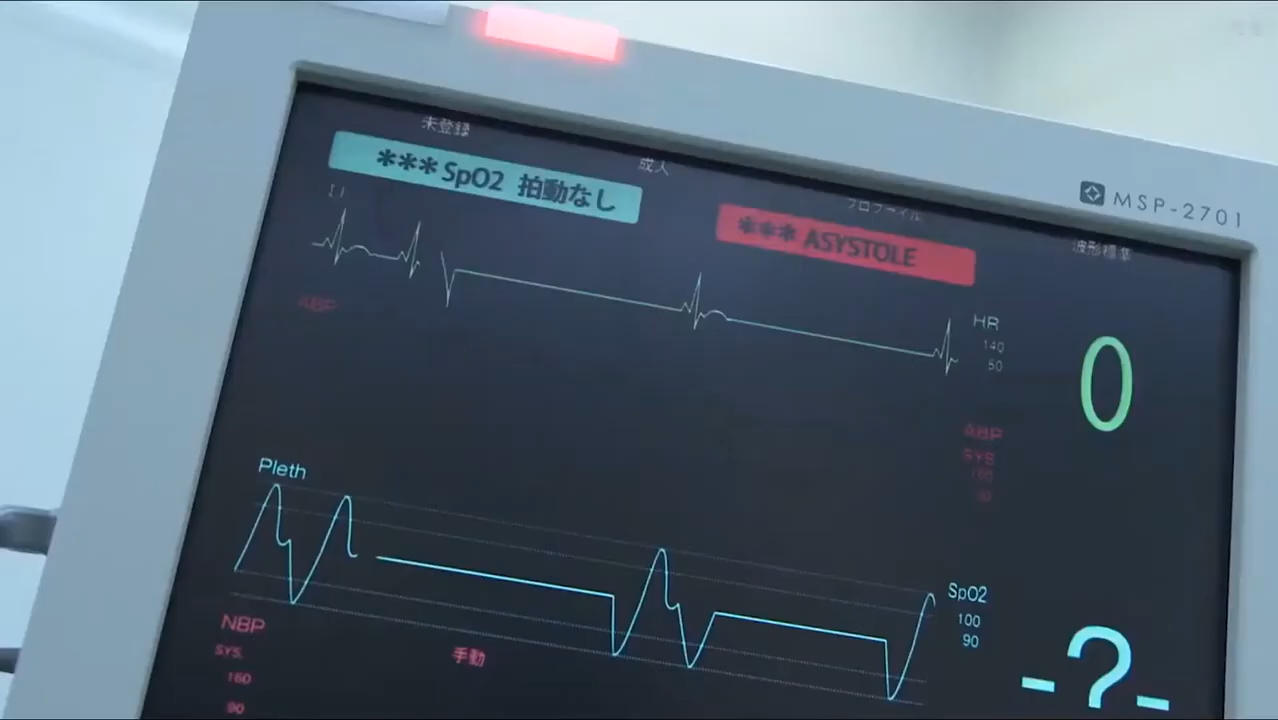 未登録
成人
*** SpO2 拍動なし
プロファイル
*** ASYSTOLE
MSP-2701
波形標準
II
ABP
HR
140
50
0
ABP
SYS
160
90
Pleth
SpO2
100
90
-?-
NBP
SYS.
160
90
手動